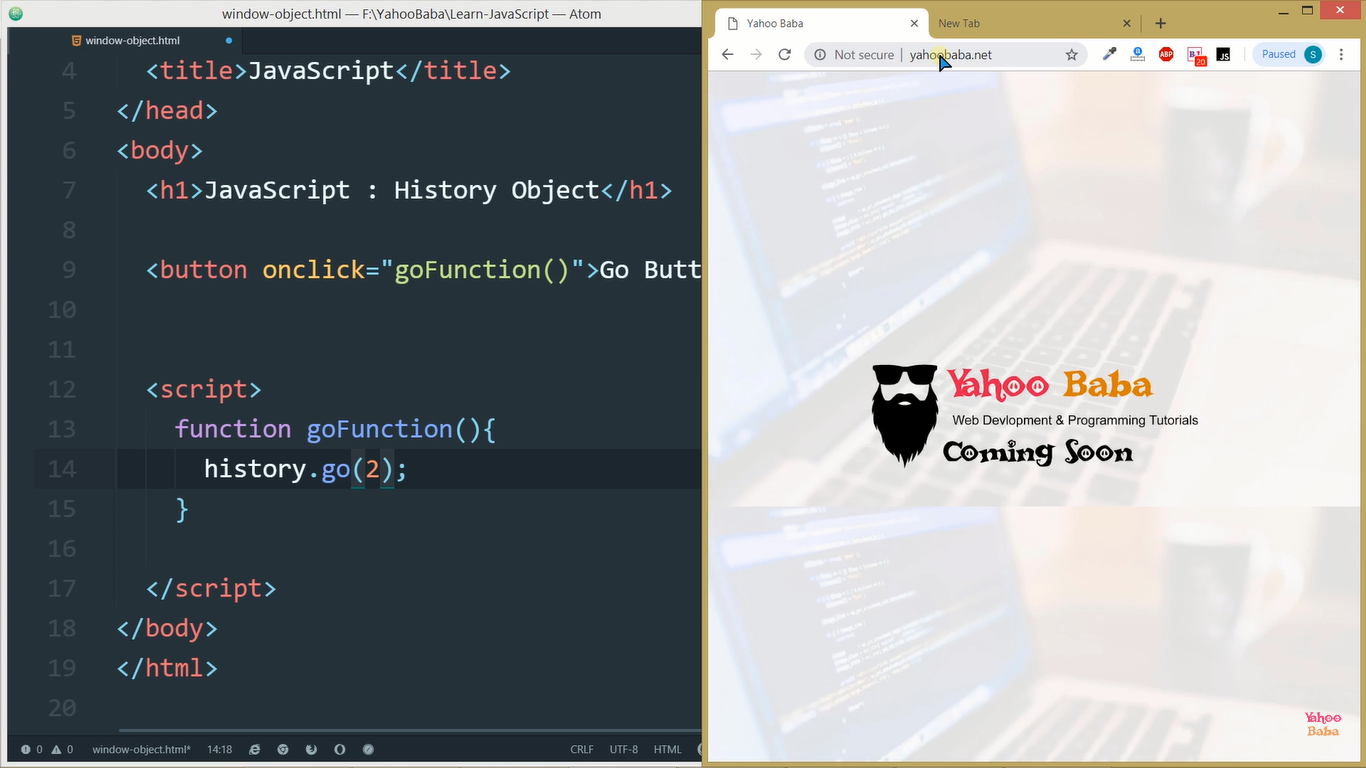 window-object.html — F:\YahooBaba\Learn-JavaScript — Atom
window-object.html
4 <title>JavaScript</title>
5 </head>
6 <body>
7 <h1>JavaScript : History Object</h1>
8
9 <button onclick="goFunction()">Go Butt
10
11
12 <script>
13 function goFunction(){
14 history.go(2);
15 }
16
17 </script>
18 </body>
19 </html>
20
0 0 window-object.html* 14:18 CRLF UTF-8 HTML
Yahoo Baba
New Tab
Not secure | yahoobaba.net
ABP
20
JS
Paused S
Yahoo Baba
Web Devlopment & Programming Tutorials
Coming Soon
Yahoo
Baba